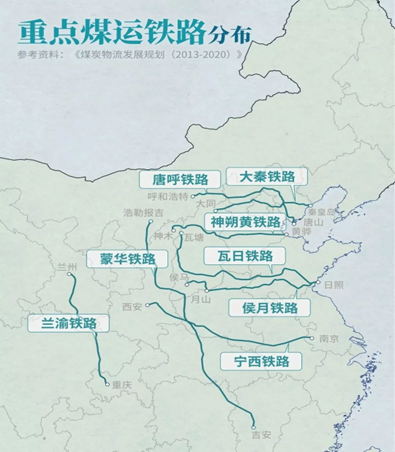 重点煤运铁路分布
参考资料：《煤炭物流发展规划（2013-2020）》
唐呼铁路
大秦铁路
呼和浩特
大同
秦皇岛
唐山
浩勒报吉
神朔黄铁路
黄骅
神木
瓦塘
蒙华铁路
瓦日铁路
兰州
侯马
日照
月山
西安
侯月铁路
兰渝铁路
南京
宁西铁路
重庆
吉安